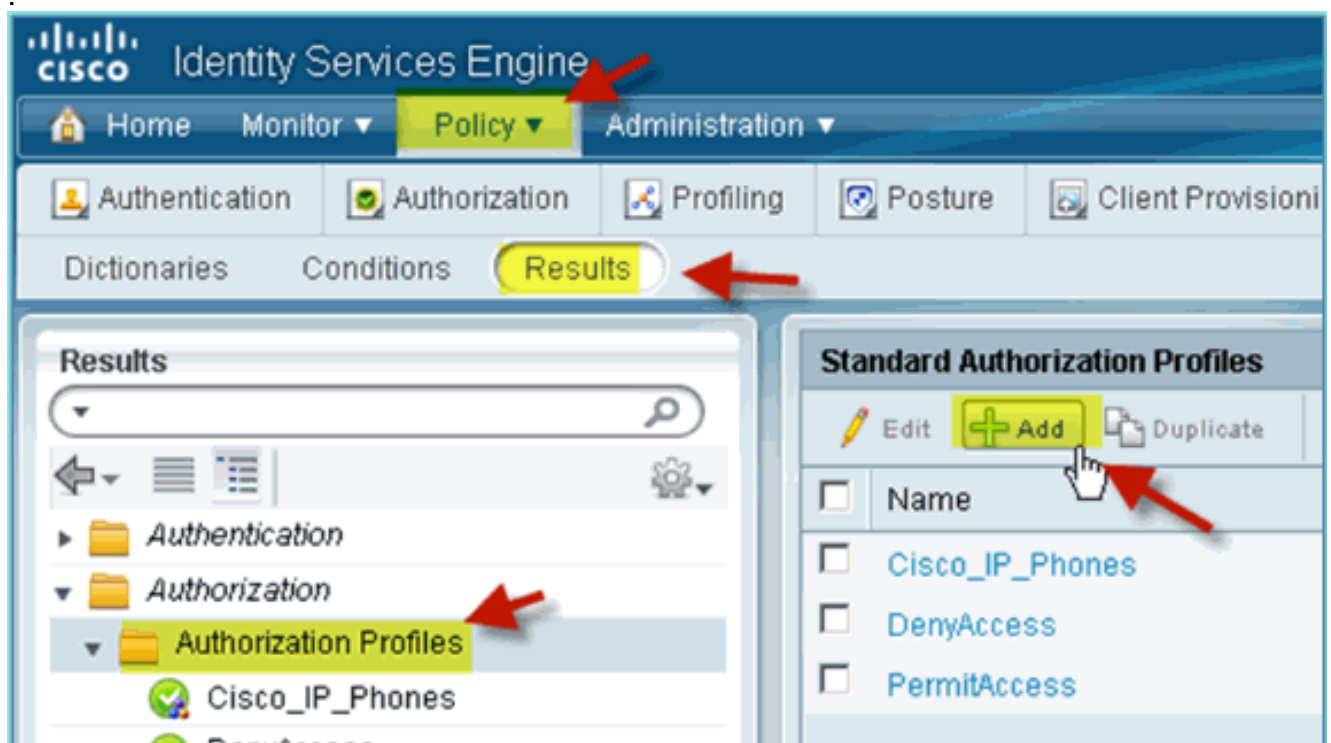 .
CISCO Identity Services Engine
Home Monitor Policy Administration
Authentication Authorization Profiling Posture Client Provisioni
Dictionaries Conditions Results
Results
Standard Authorization Profiles
Edit Add Duplicate
Name
Authentication
Cisco_IP_Phones
Authorization
DenyAccess
Authorization Profiles
PermitAccess
Cisco_IP_Phones